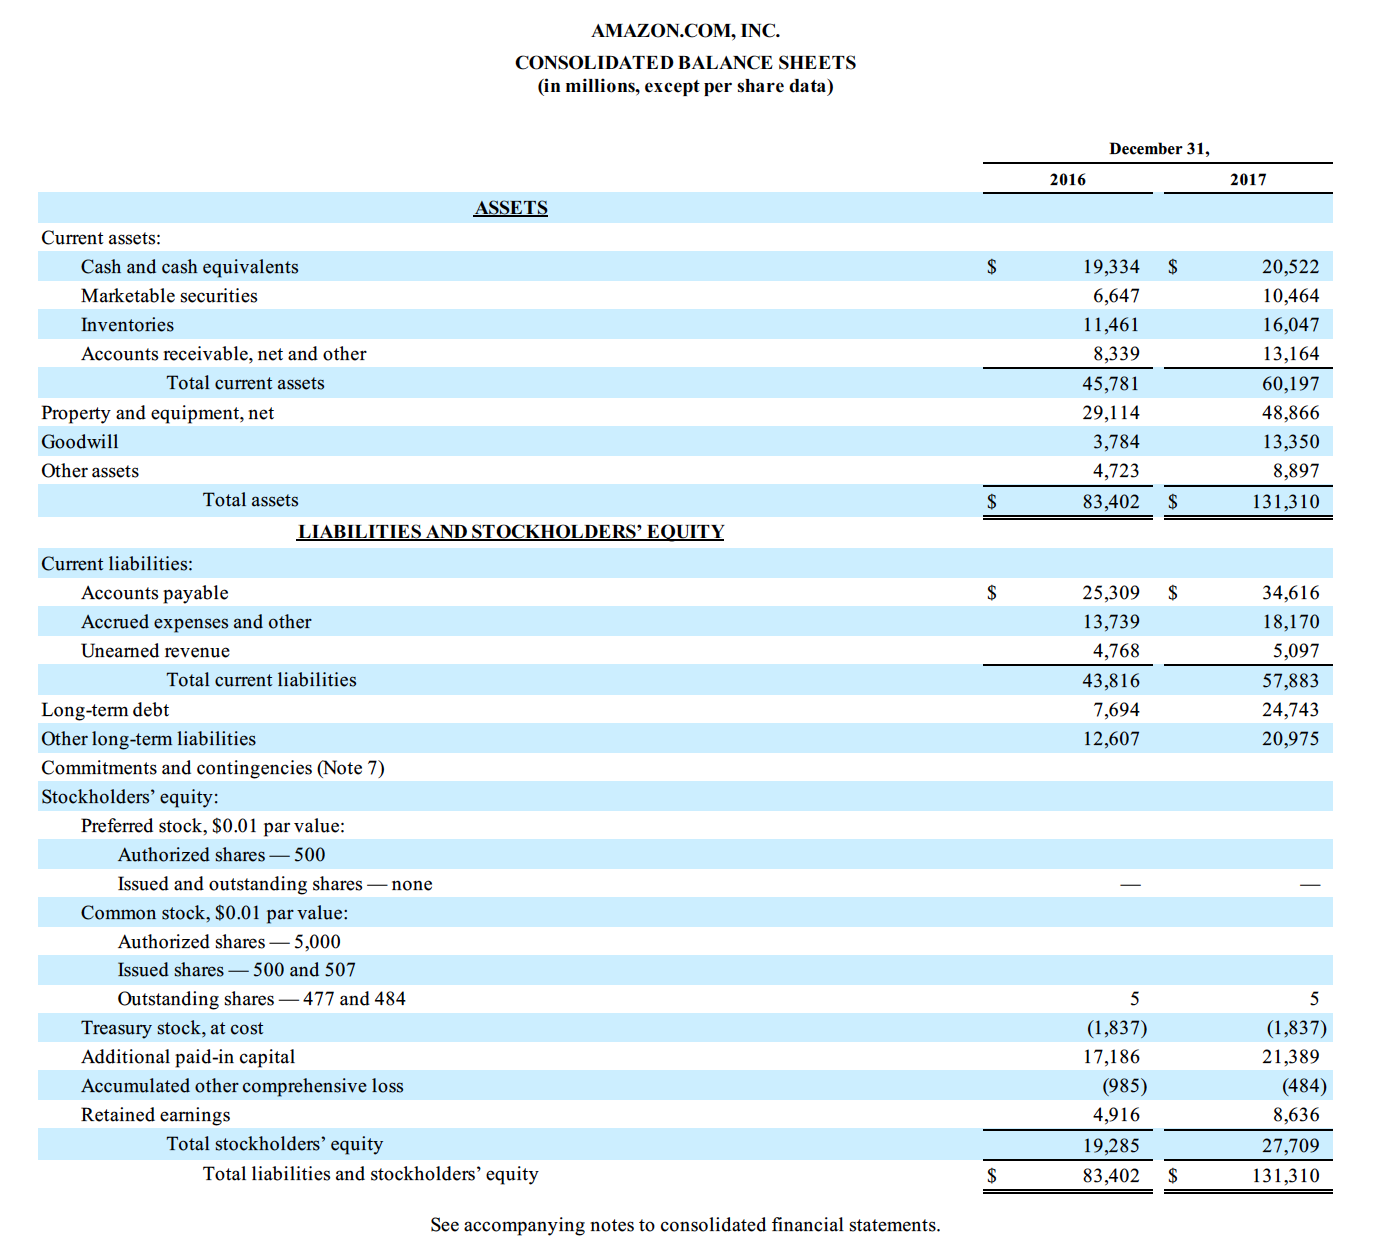 AMAZON.COM, INC.
CONSOLIDATED BALANCE SHEETS
(in millions, except per share data)
December 31,
2016 2017
ASSETS
Current assets:
Cash and cash equivalents $ 19,334 $ 20,522
Marketable securities 6,647 10,464
Inventories 11,461 16,047
Accounts receivable, net and other 8,339 13,164
Total current assets 45,781 60,197
Property and equipment, net 29,114 48,866
Goodwill 3,784 13,350
Other assets 4,723 8,897
Total assets $ 83,402 $ 131,310
LIABILITIES AND STOCKHOLDERS’ EQUITY
Current liabilities:
Accounts payable $ 25,309 $ 34,616
Accrued expenses and other 13,739 18,170
Unearned revenue 4,768 5,097
Total current liabilities 43,816 57,883
Long-term debt 7,694 24,743
Other long-term liabilities 12,607 20,975
Commitments and contingencies (Note 7)
Stockholders’ equity:
Preferred stock, $0.01 par value:
Authorized shares — 500
Issued and outstanding shares — none — —
Common stock, $0.01 par value:
Authorized shares — 5,000
Issued shares — 500 and 507
Outstanding shares — 477 and 484 5 5
Treasury stock, at cost (1,837) (1,837)
Additional paid-in capital 17,186 21,389
Accumulated other comprehensive loss (985) (484)
Retained earnings 4,916 8,636
Total stockholders’ equity 19,285 27,709
Total liabilities and stockholders’ equity $ 83,402 $ 131,310
See accompanying notes to consolidated financial statements.